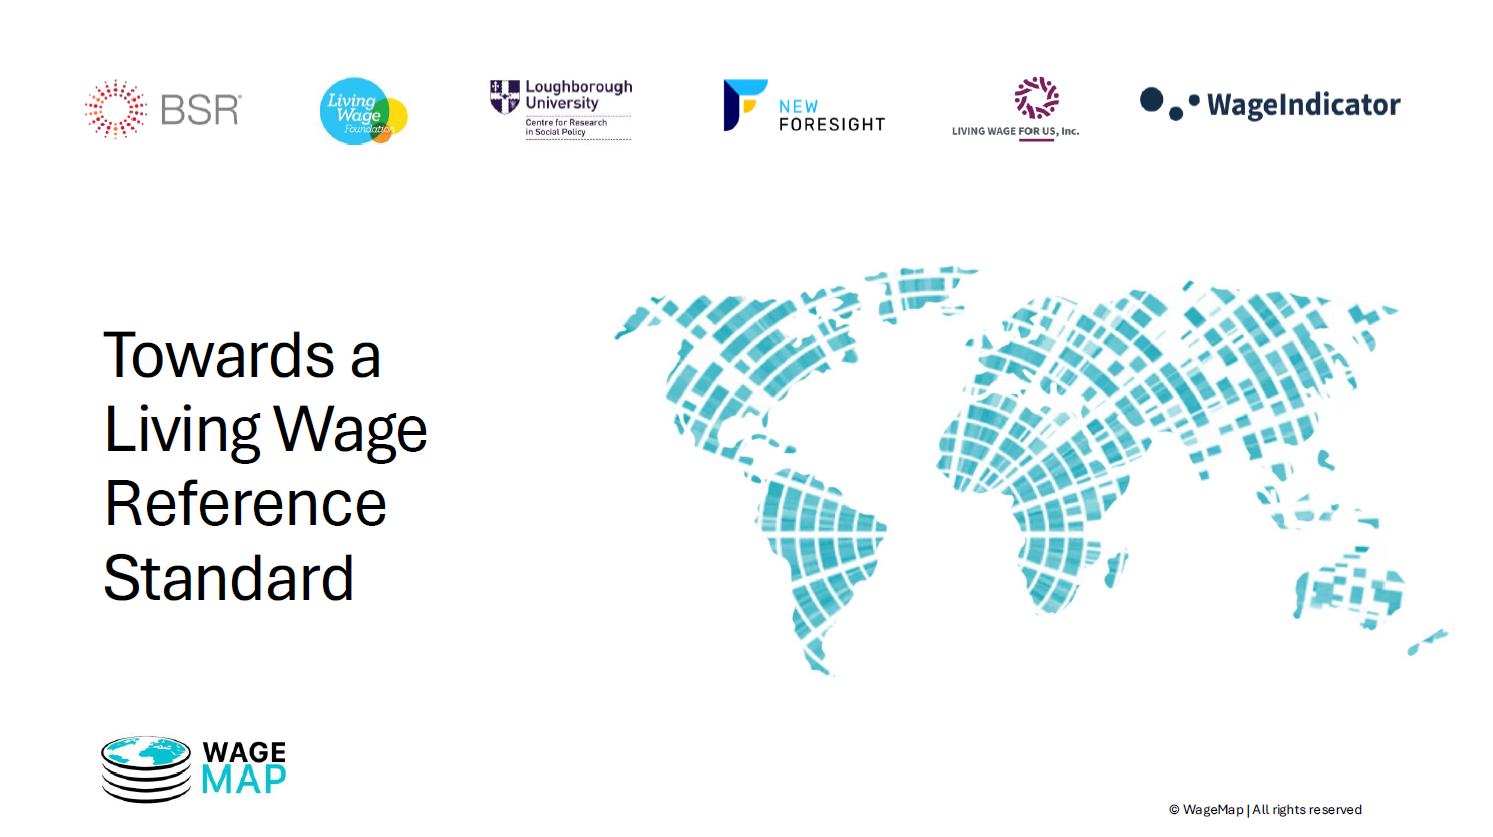 BSR®
Living
Wage
Foundation
Loughborough
University
Centre for Research
in Social Policy
NEW
FORESIGHT
LIVING WAGE FOR US, Inc.
WageIndicator
Towards a
Living Wage
Reference
Standard
WAGE
MAP
© WageMap | All rights reserved